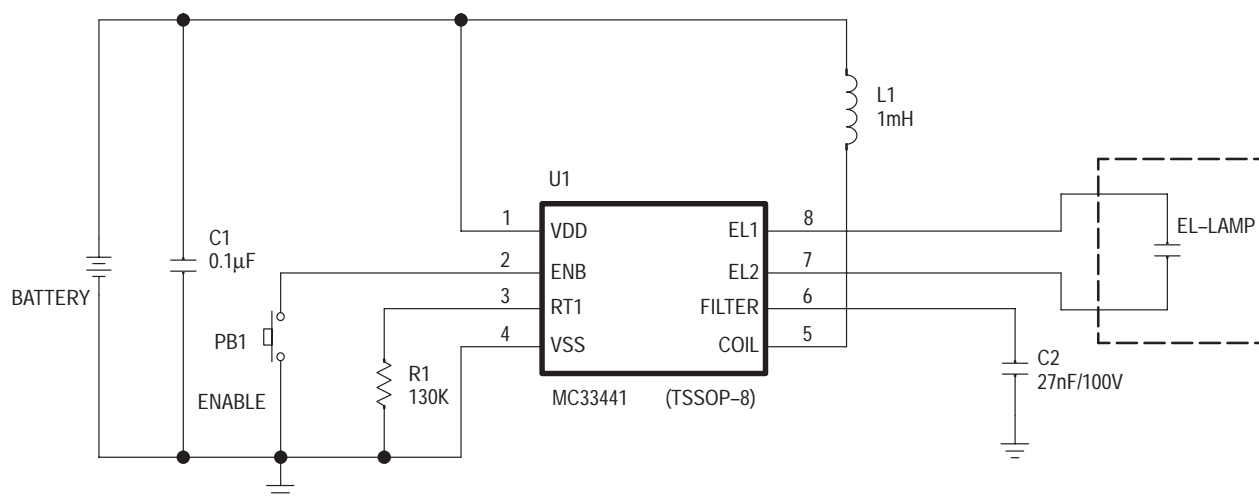 L1
1mH
U1
1
VDD
EL1
8
2
ENB
EL2
7
3
RT1
FILTER
6
4
VSS
COIL
5
EL–LAMP
C1
0.1µF
BATTERY
PB1
ENABLE
R1
130K
MC33441
(TSSOP–8)
C2
27nF/100V